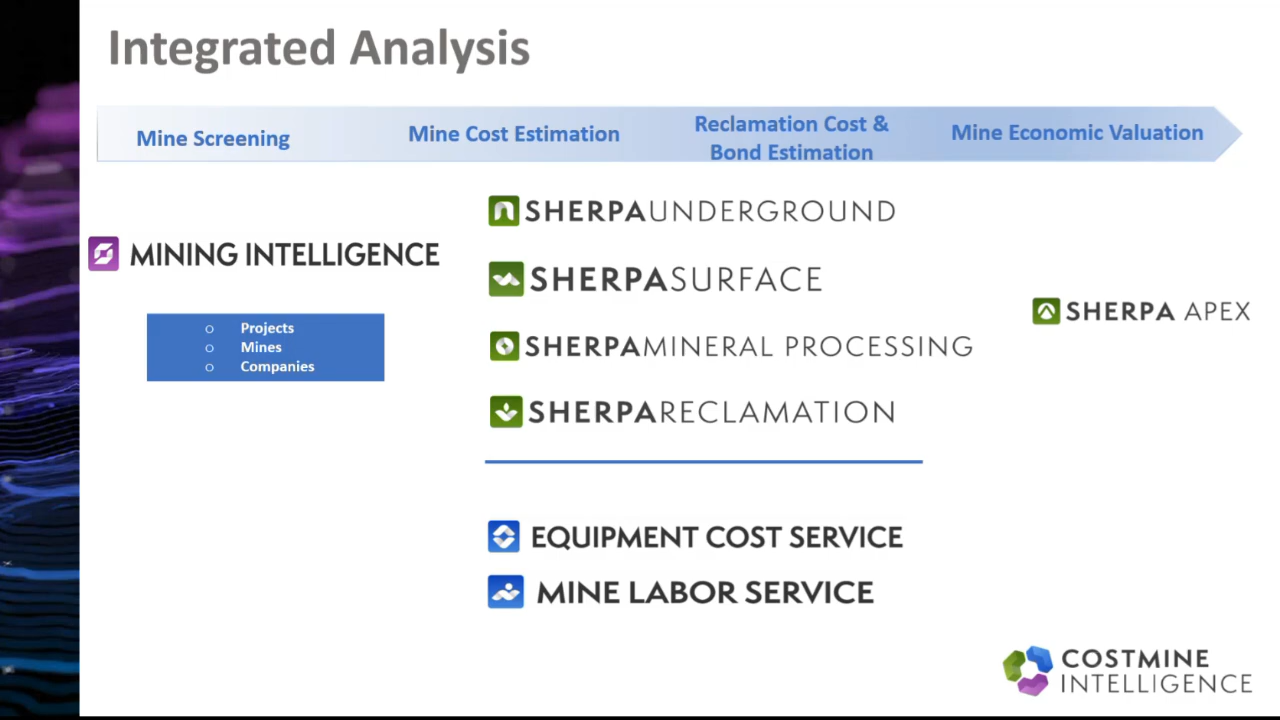 Integrated Analysis
Mine Screening
Mine Cost Estimation
Reclamation Cost &
Bond Estimation
Mine Economic Valuation
MINING INTELLIGENCE
○ Projects
○ Mines
○ Companies
SHERPAUNDERGROUND
SHERPASURFACE
SHERPAMINERAL PROCESSING
SHERPARECLAMATION
EQUIPMENT COST SERVICE
MINE LABOR SERVICE
SHERPA APEX
COSTMINE
INTELLIGENCE